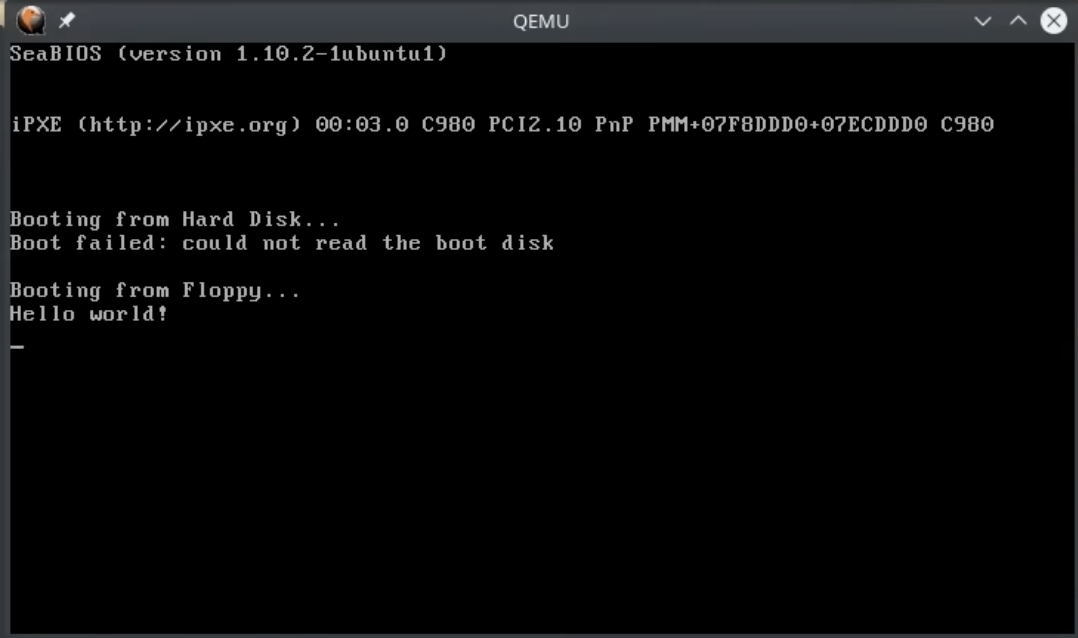 QEMU
SeaBIOS (version 1.10.2-1ubuntu1)
iPXE (http://ipxe.org) 00:03.0 C980 PCI2.10 PnP PMM+07F8DDD0+07ECDDD0 C980
Booting from Hard Disk...
Boot failed: could not read the boot disk
Booting from Floppy...
Hello world!